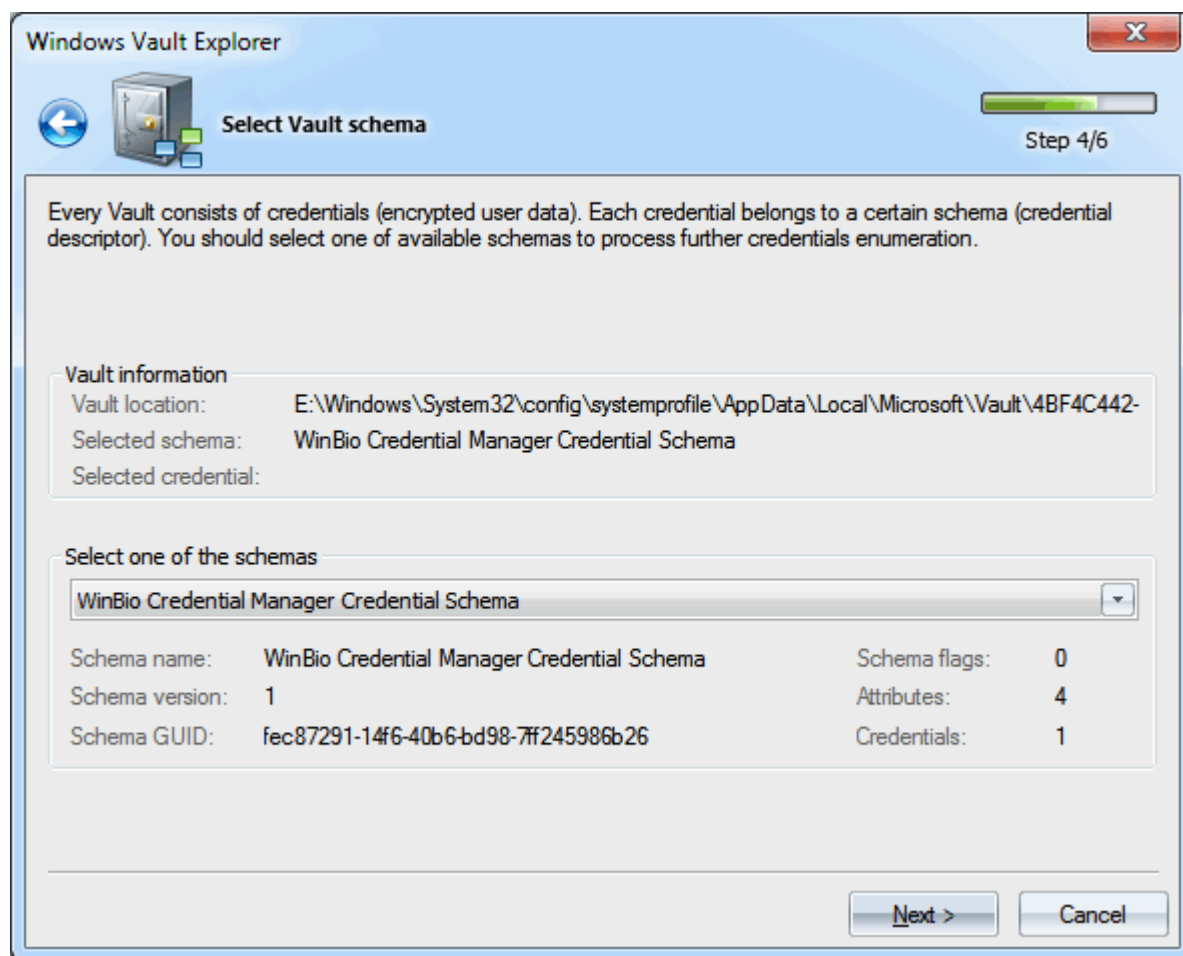 Windows Vault Explorer
Select Vault schema
Step 4/6
Every Vault consists of credentials (encrypted user data). Each credential belongs to a certain schema (credential
descriptor). You should select one of available schemas to process further credentials enumeration.
Vault information
Vault location: E:\Windows\System32\config\systemprofile\AppData\Local\Microsoft\Vault\4BF4C442-
Selected schema: WinBio Credential Manager Credential Schema
Selected credential:
Select one of the schemas
WinBio Credential Manager Credential Schema
Schema name: WinBio Credential Manager Credential Schema Schema flags: 0
Schema version: 1 Attributes: 4
Schema GUID: fec87291-14f6-40b6-bd98-7ff245986b26 Credentials: 1
Next > Cancel